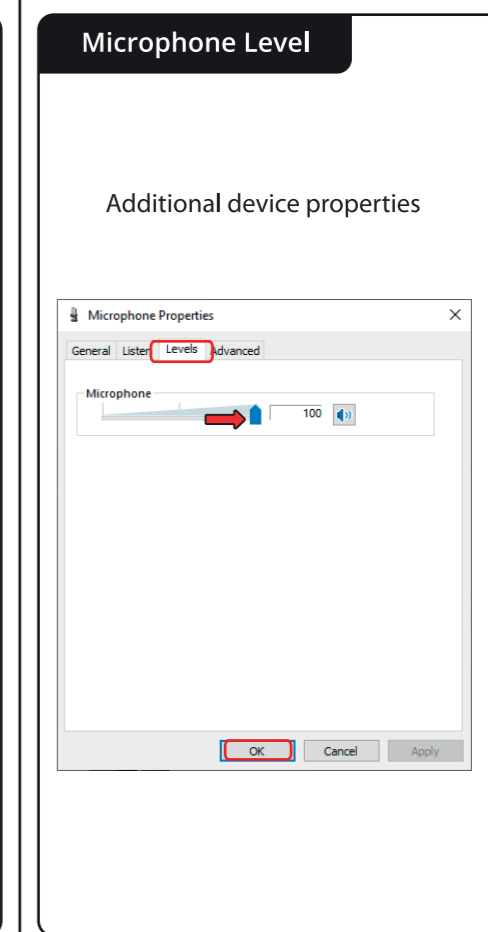 Microphone Level
Additional device properties
Microphone Properties
General Listen Levels Advanced
Microphone
100
OK Cancel Apply